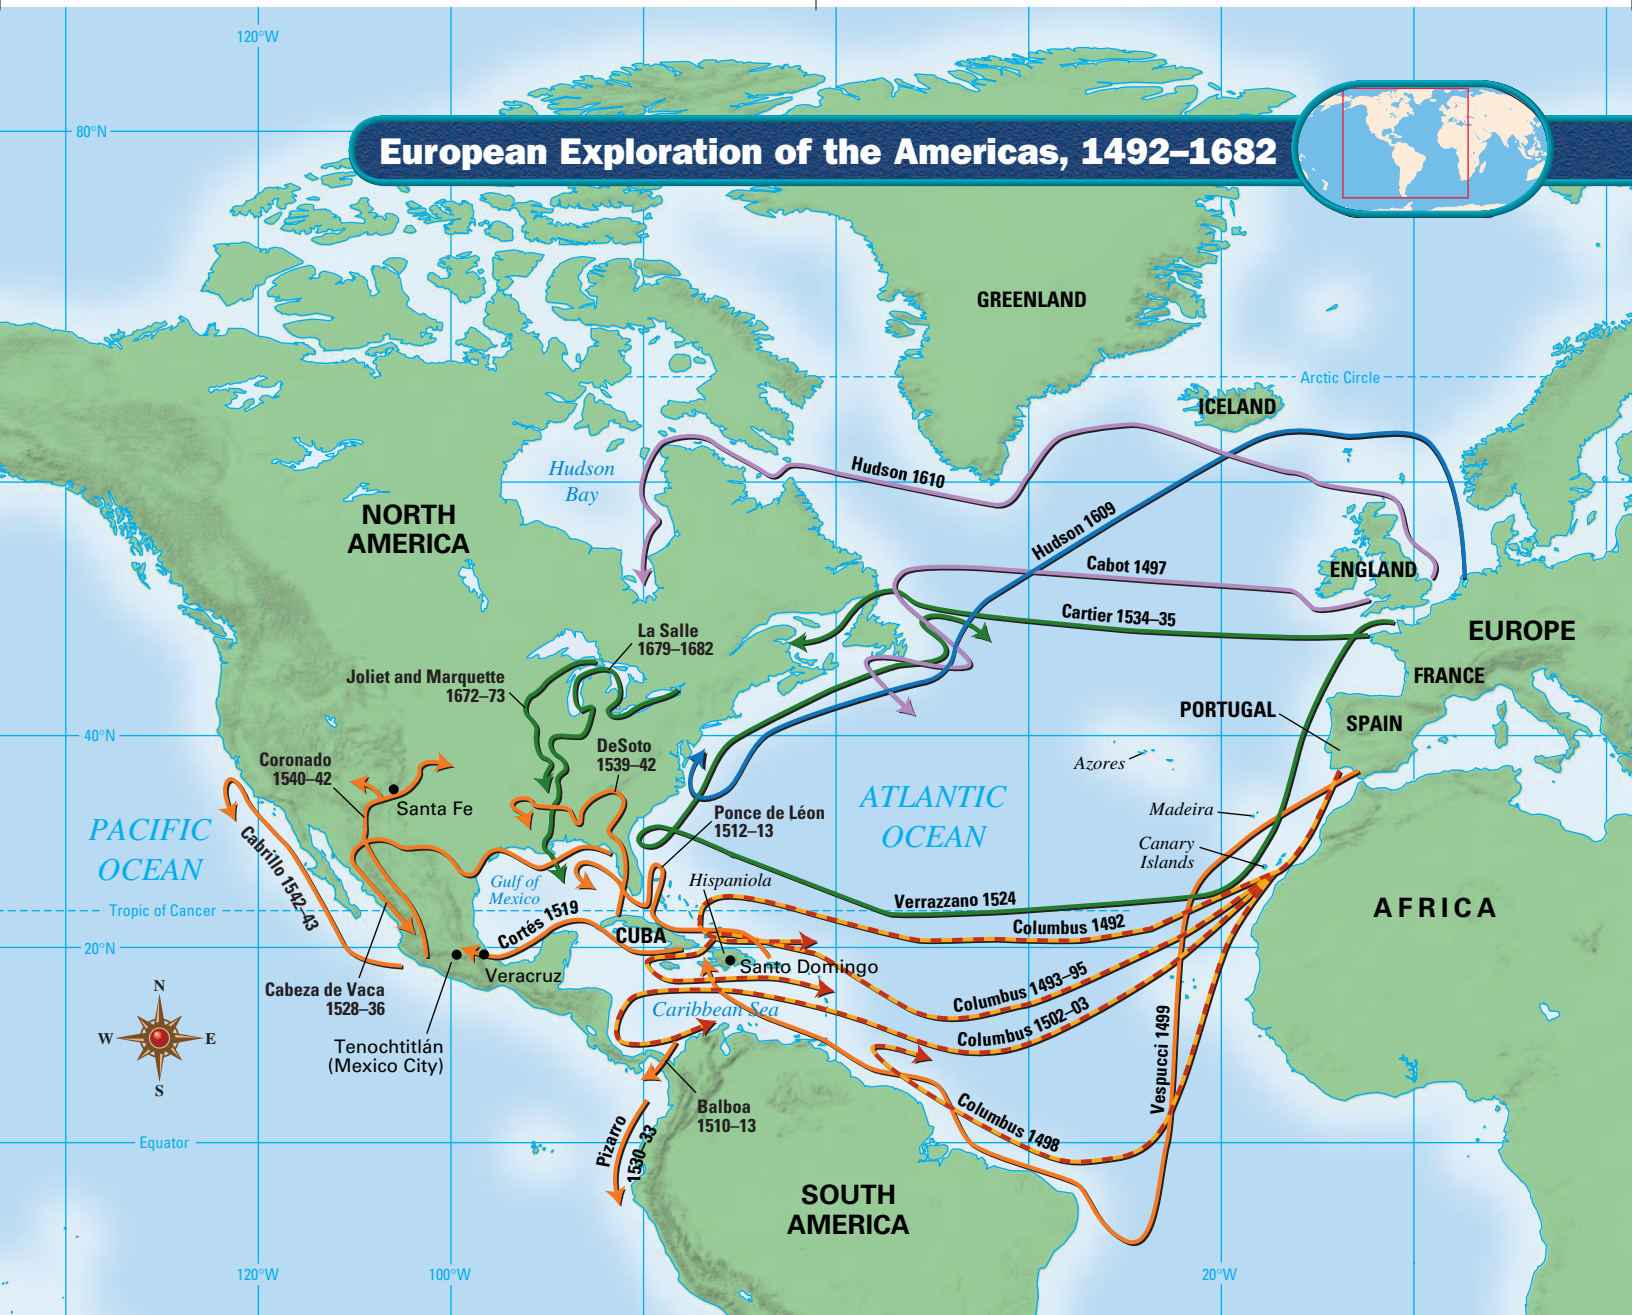 120°W
80°N
European Exploration of the Americas, 1492–1682
GREENLAND
Arctic Circle
ICELAND
Hudson
Bay
Hudson 1610
NORTH
AMERICA
Hudson 1609
Cabot 1497
ENGLAND
Cartier 1534–35
La Salle
1679–1682
EUROPE
Joliet and Marquette
1672–73
FRANCE
PORTUGAL
SPAIN
40°N
DeSoto
1539–42
Coronado
1540–42
Azores
Santa Fe
ATLANTIC
OCEAN
Madeira
Ponce de Léon
1512–13
PACIFIC
OCEAN
Cabrillo 1542–43
Canary
Islands
Gulf of
Mexico
Hispaniola
Verrazzano 1524
AFRICA
Tropic of Cancer
Cortés 1519
Columbus 1492
CUBA
20°N
Santo Domingo
Veracruz
Cabeza de Vaca
1528–36
Columbus 1493–95
Caribbean Sea
Columbus 1502–03
N
W
E
S
Tenochtitlán
(Mexico City)
Vespucci 1499
Balboa
1510–13
Columbus 1498
Pizarro
1530–33
Equator
SOUTH
AMERICA
120°W
100°W
20°W